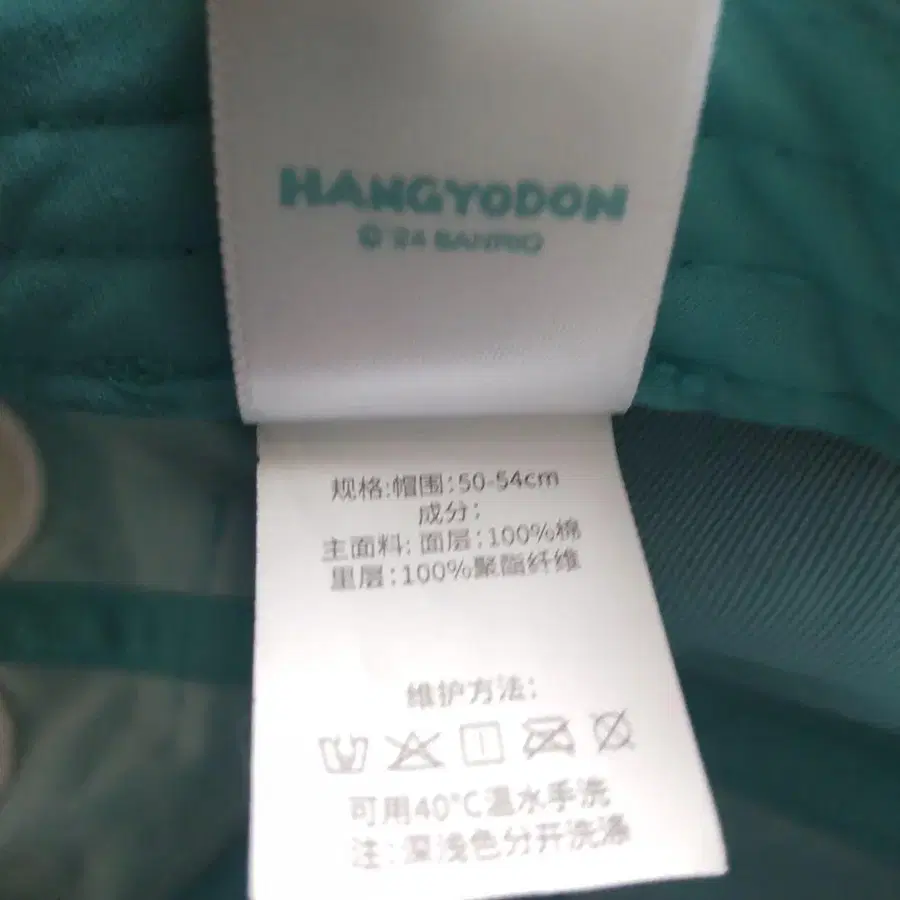 HANGYODON
©'24 SANRIO
规格:帽围:50-54cm
成分:
主面料: 面层:100%棉
里层:100%聚酯纤维
维护方法:
可用40°C温水手洗
注:深浅色分开洗涤